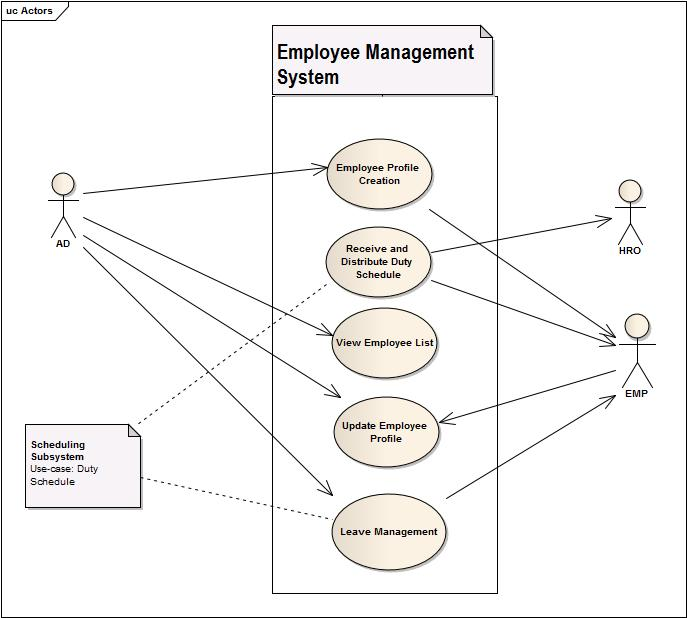 uc Actors
Employee Management
System
Employee Profile
Creation
AD
Receive and
Distribute Duty
Schedule
HRO
View Employee List
EMP
Update Employee
Profile
Scheduling
Subsystem
Use-case: Duty
Schedule
Leave Management